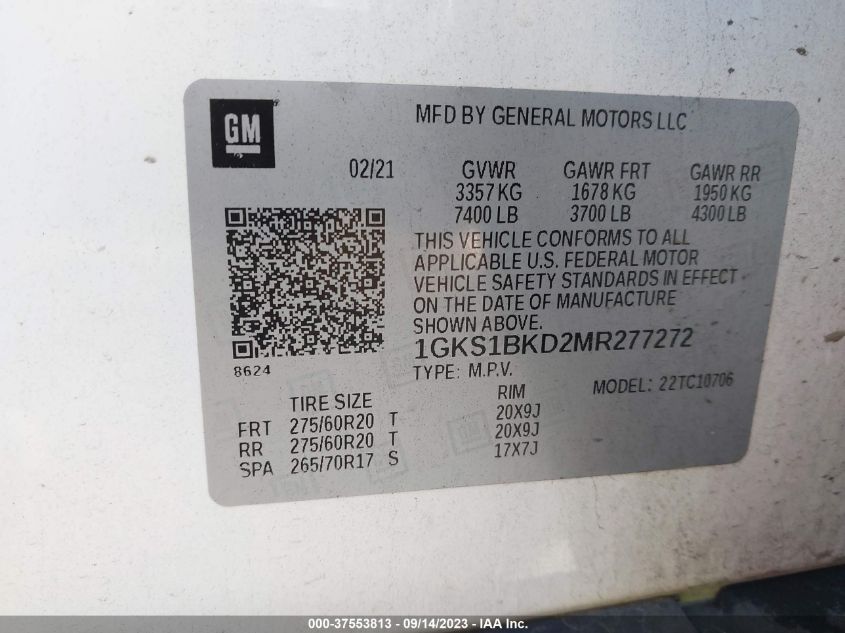 GM
MFD BY GENERAL MOTORS LLC
02/21 GVWR GAWR FRT GAWR RR
3357 KG 1678 KG 1950 KG
7400 LB 3700 LB 4300 LB
THIS VEHICLE CONFORMS TO ALL
APPLICABLE U.S. FEDERAL MOTOR
VEHICLE SAFETY STANDARDS IN EFFECT
ON THE DATE OF MANUFACTURE
SHOWN ABOVE.
1GKS1BKD2MR277272
8624
TYPE: M.P.V. MODEL: 22TC10706
TIRE SIZE RIM
FRT 275/60R20 T 20X9J
RR 275/60R20 T 20X9J
SPA 265/70R17 S 17X7J
000-37553813 - 09/14/2023 - IAA Inc.